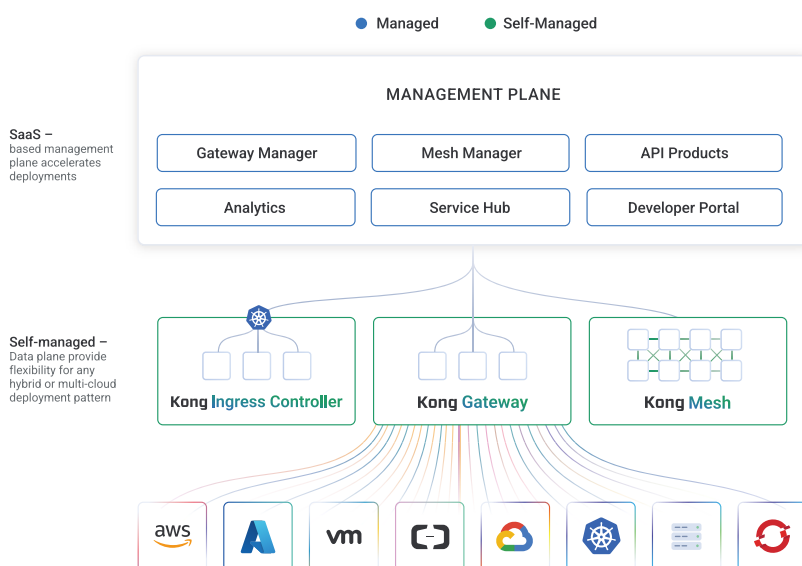 Managed
Self-Managed
MANAGEMENT PLANE
SaaS –
based management
plane accelerates
deployments
Gateway Manager
Mesh Manager
API Products
Analytics
Service Hub
Developer Portal
Self-managed –
Data plane provide
flexibility for any
hybrid or multi-cloud
deployment pattern
Kong Ingress Controller
Kong Gateway
Kong Mesh
aws
vm